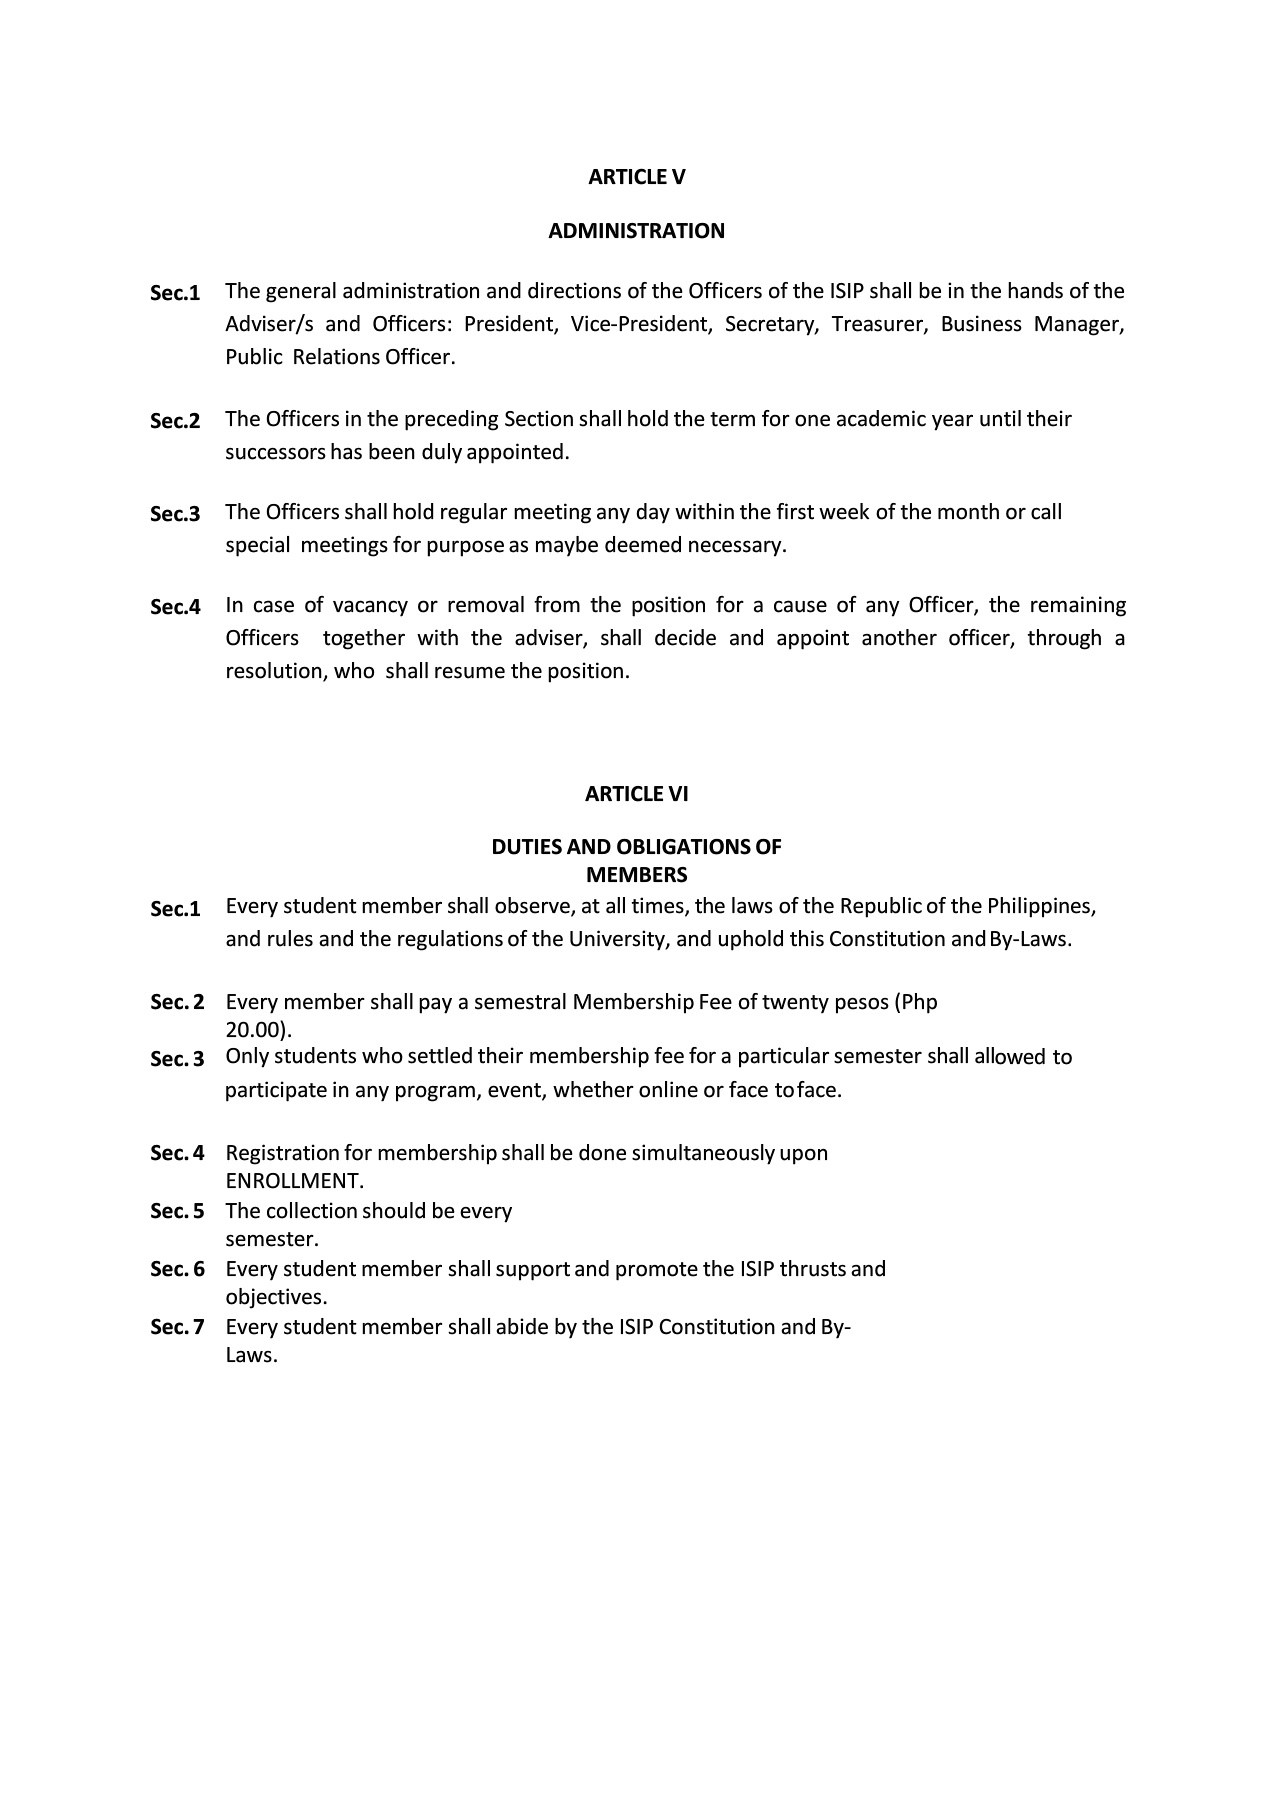 ARTICLE V
ADMINISTRATION
Sec.1 The general administration and directions of the Officers of the ISIP shall be in the hands of the
Adviser/s and Officers: President, Vice-President, Secretary, Treasurer, Business Manager,
Public Relations Officer.
Sec.2 The Officers in the preceding Section shall hold the term for one academic year until their
successors has been duly appointed.
Sec.3 The Officers shall hold regular meeting any day within the first week of the month or call
special meetings for purpose as maybe deemed necessary.
Sec.4 In case of vacancy or removal from the position for a cause of any Officer, the remaining
Officers together with the adviser, shall decide and appoint another officer, through a
resolution, who shall resume the position.
ARTICLE VI
DUTIES AND OBLIGATIONS OF
MEMBERS
Sec.1 Every student member shall observe, at all times, the laws of the Republic of the Philippines,
and rules and the regulations of the University, and uphold this Constitution and By-Laws.
Sec. 2 Every member shall pay a semestral Membership Fee of twenty pesos (Php
20.00).
Sec. 3 Only students who settled their membership fee for a particular semester shall allowed to
participate in any program, event, whether online or face to face.
Sec. 4 Registration for membership shall be done simultaneously upon
ENROLLMENT.
Sec. 5 The collection should be every
semester.
Sec. 6 Every student member shall support and promote the ISIP thrusts and
objectives.
Sec. 7 Every student member shall abide by the ISIP Constitution and By-
Laws.